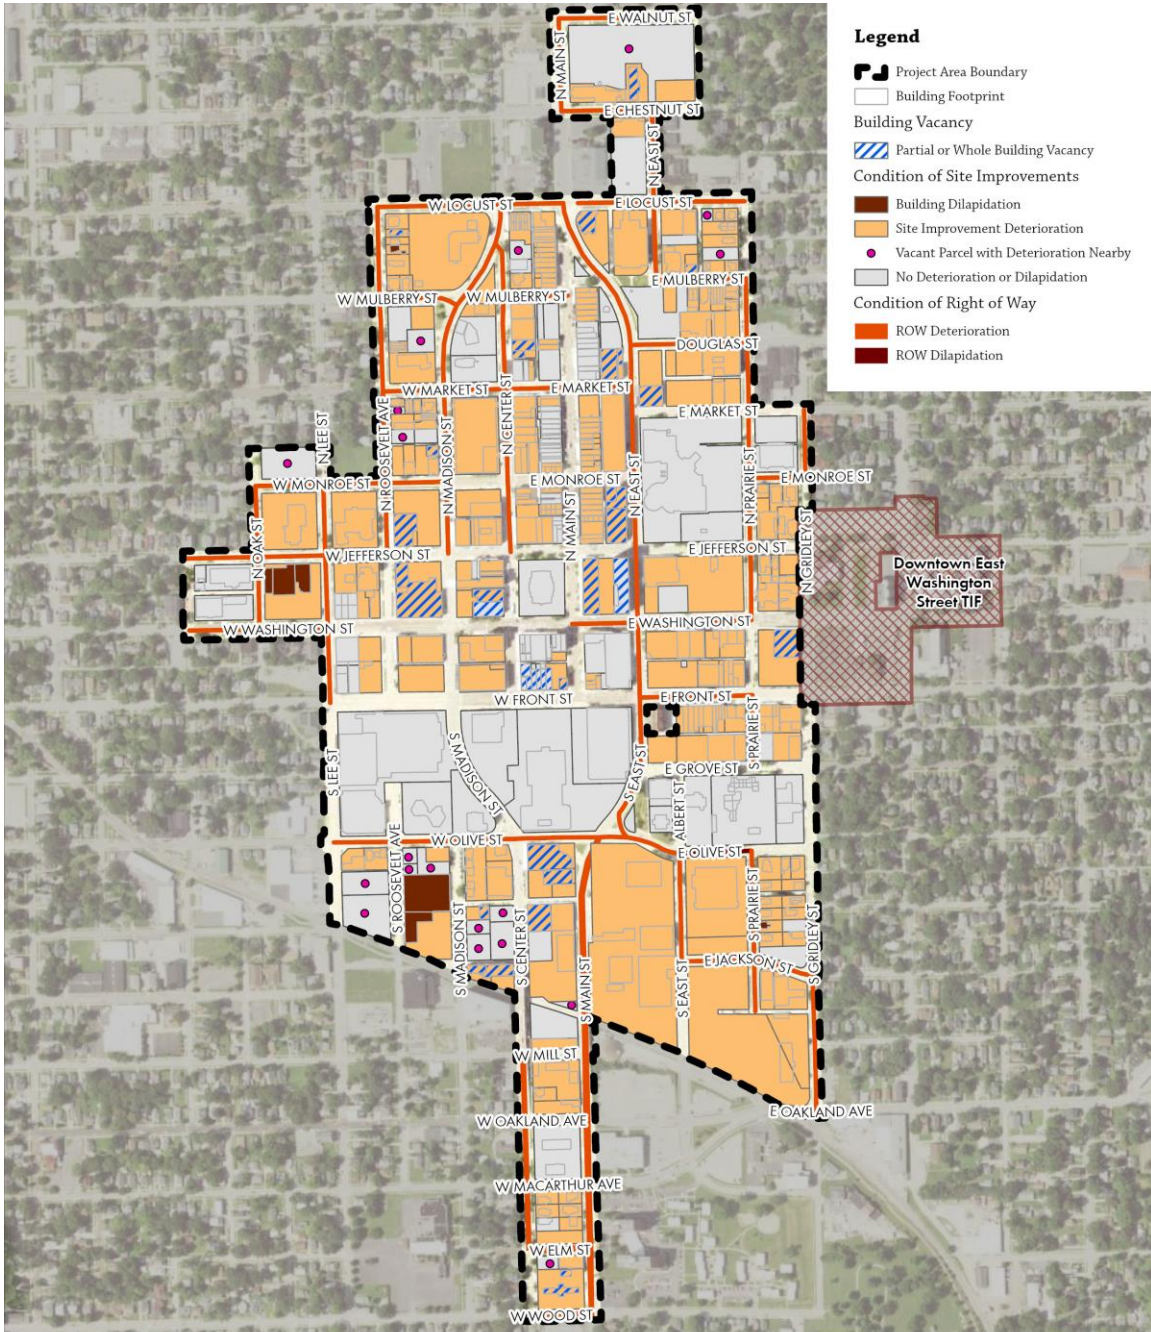 E WALNUT ST
N MAIN ST
E CHESTNUT ST
N EAST ST
Legend
Project Area Boundary
Building Footprint
Building Vacancy
Partial or Whole Building Vacancy
Condition of Site Improvements
Building Dilapidation
Site Improvement Deterioration
Vacant Parcel with Deterioration Nearby
No Deterioration or Dilapidation
Condition of Right of Way
ROW Deterioration
ROW Dilapidation
W LOCUST ST
E LOCUST ST
E MULBERRY ST
W MULBERRY ST
W MULBERRY ST
DOUGLAS ST
W MARKET ST
E MARKET ST
E MARKET ST
N LEE ST
N ROOSEVELT AVE
N MADISON ST
N CENTER ST
N MAIN ST
N EAST ST
N PRAIRIE ST
W MONROE ST
E MONROE ST
E MONROE ST
N OAK ST
W JEFFERSON ST
E JEFFERSON ST
N GRIDLEY ST
Downtown East
Washington
Street TIF
W WASHINGTON ST
E WASHINGTON ST
W FRONT ST
E FRONT ST
S LEE ST
S MADISON ST
S EAST ST
S PRAIRIE ST
E GROVE ST
ALBERT ST
W OLIVE ST
E OLIVE ST
S ROOSEVELT AVE
S MADISON ST
S CENTER ST
S MAIN ST
S EAST ST
S PRAIRIE ST
S GRIDLEY ST
E JACKSON ST
W MILL ST
W OAKLAND AVE
E OAKLAND AVE
W MACARTHUR AVE
W ELM ST
W WOOD ST